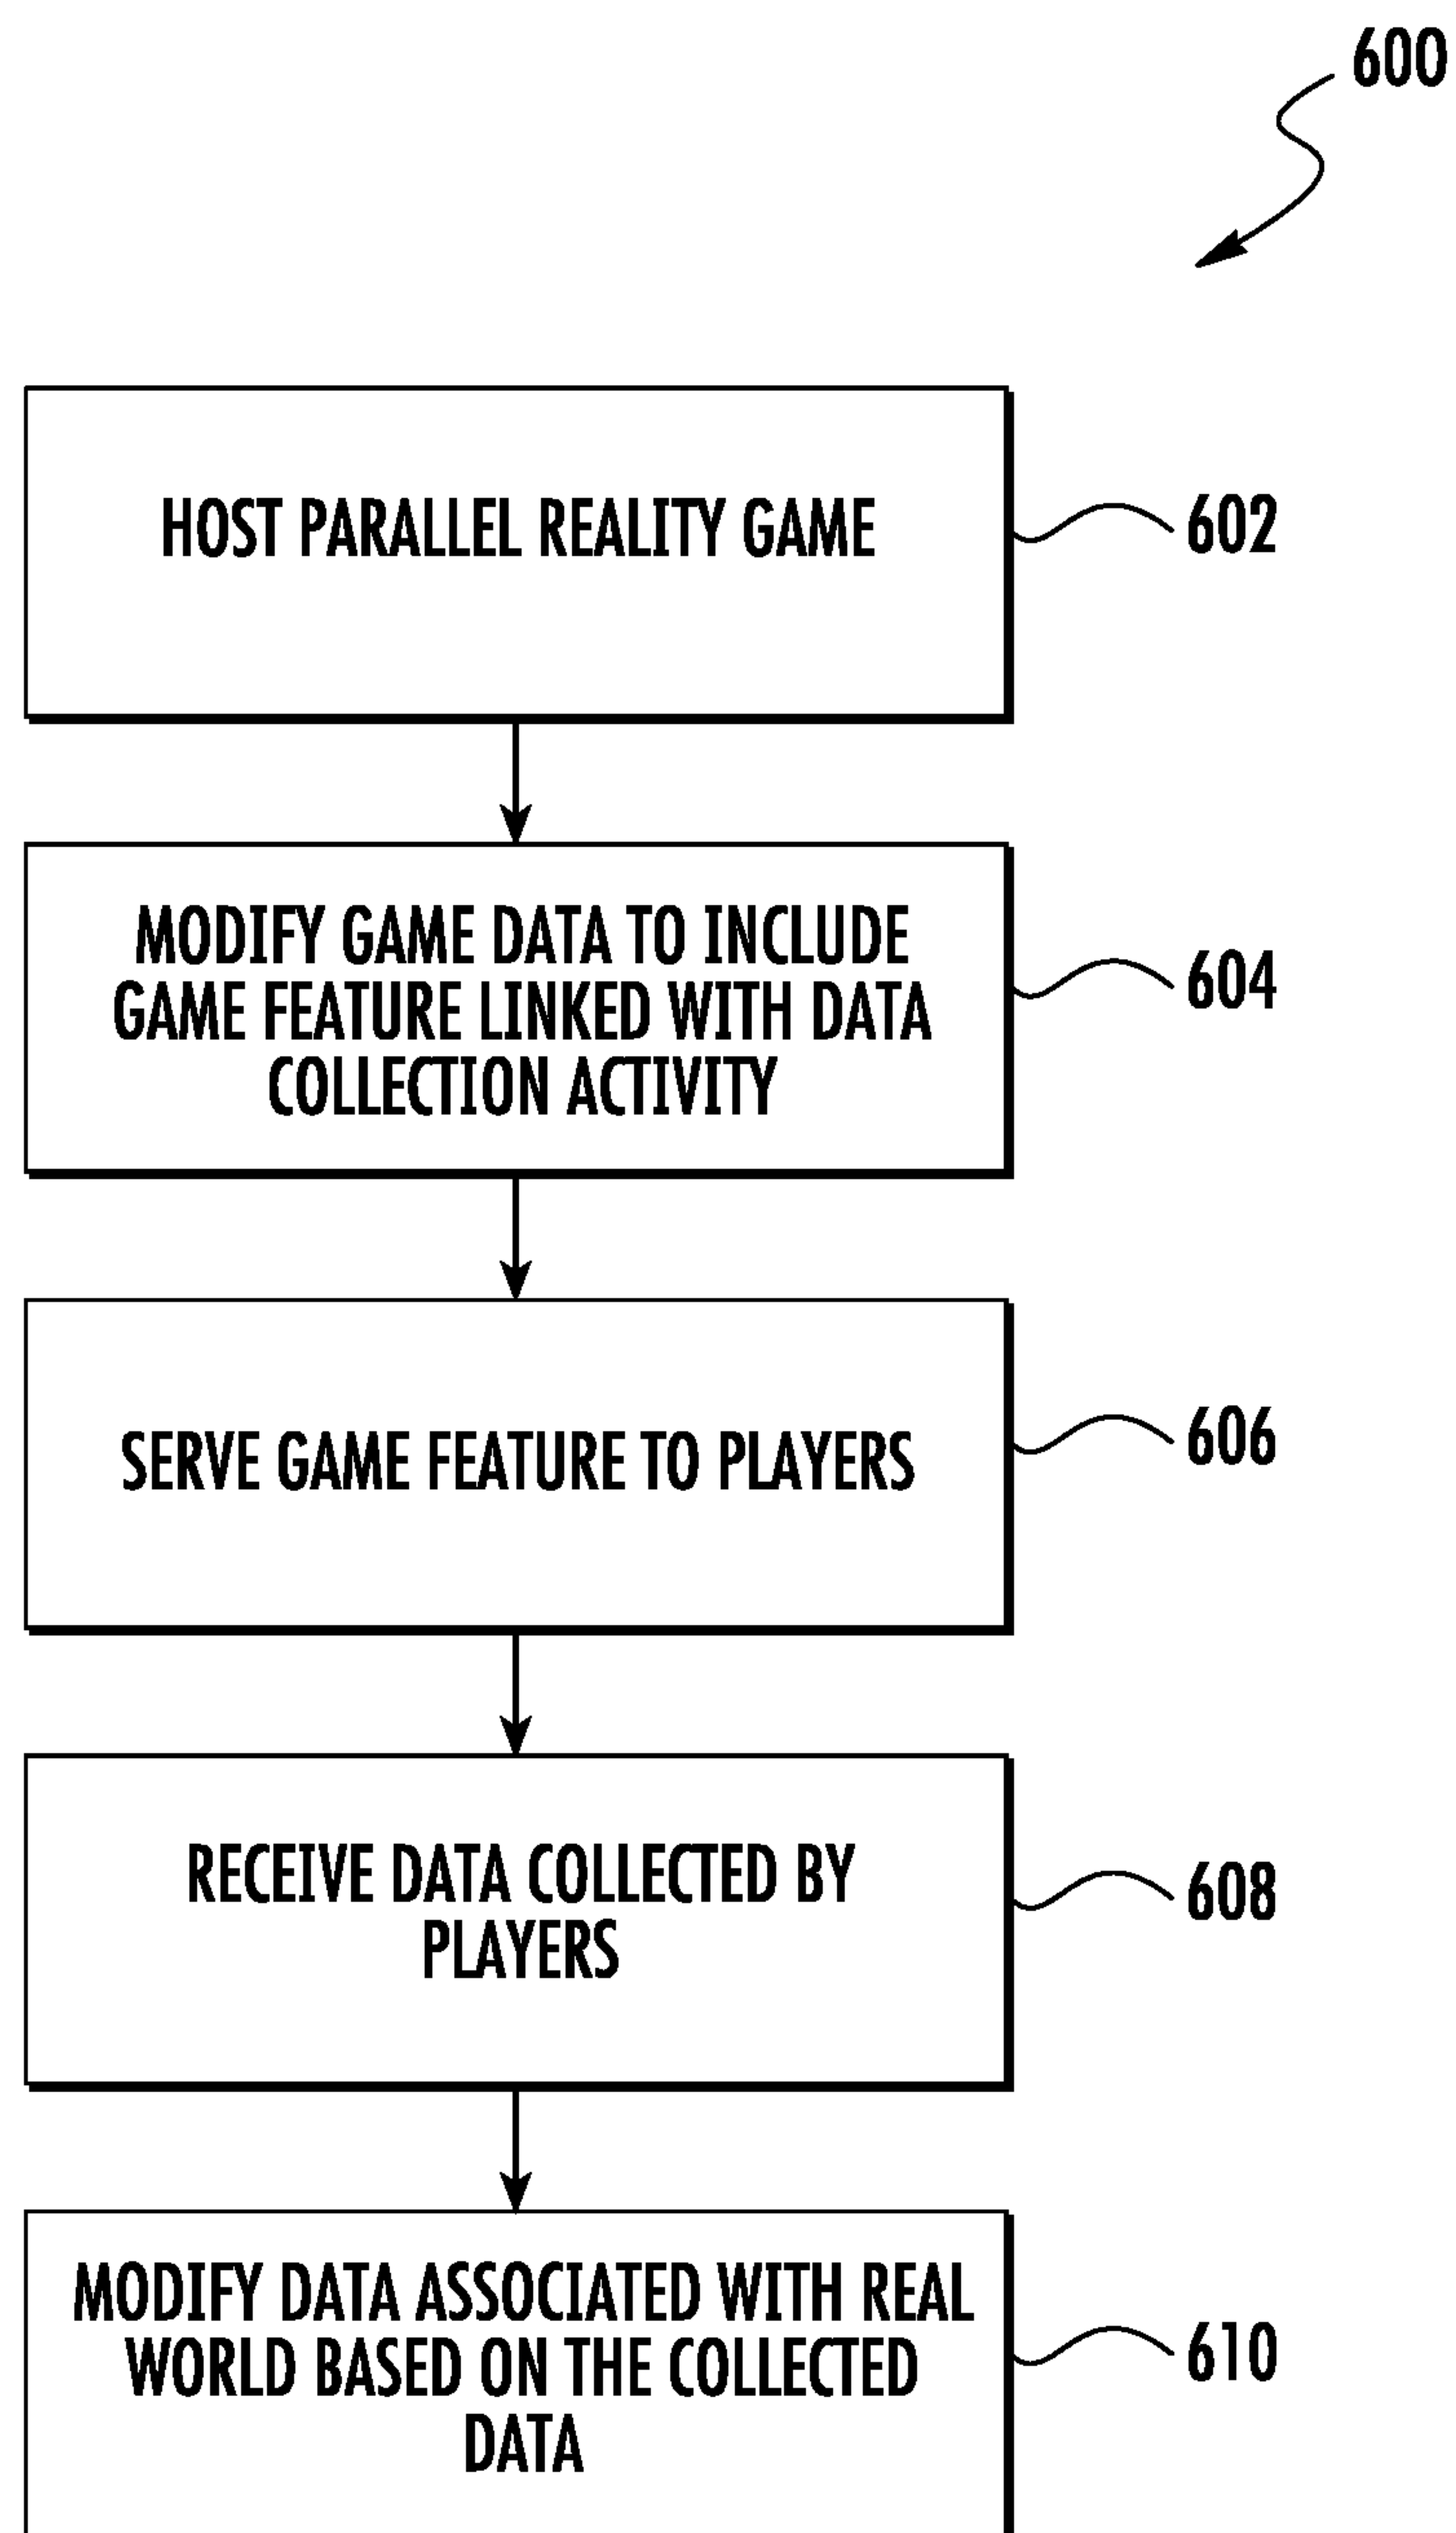 600
HOST PARALLEL REALITY GAME
602
MODIFY GAME DATA TO INCLUDE
GAME FEATURE LINKED WITH DATA
COLLECTION ACTIVITY
604
SERVE GAME FEATURE TO PLAYERS
606
RECEIVE DATA COLLECTED BY
PLAYERS
608
MODIFY DATA ASSOCIATED WITH REAL
WORLD BASED ON THE COLLECTED
DATA
610